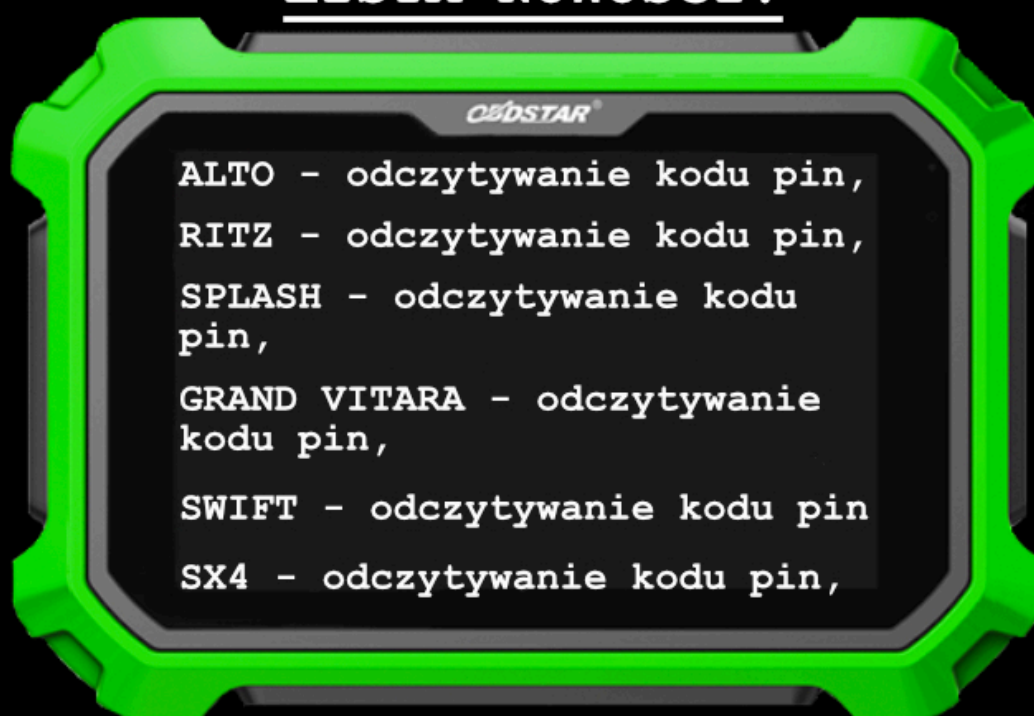 OBDSTAR®
ALTO - odczytywanie kodu pin,
RITZ - odczytywanie kodu pin,
SPLASH - odczytywanie kodu
pin,
GRAND VITARA - odczytywanie
kodu pin,
SWIFT - odczytywanie kodu pin
SX4 - odczytywanie kodu pin,